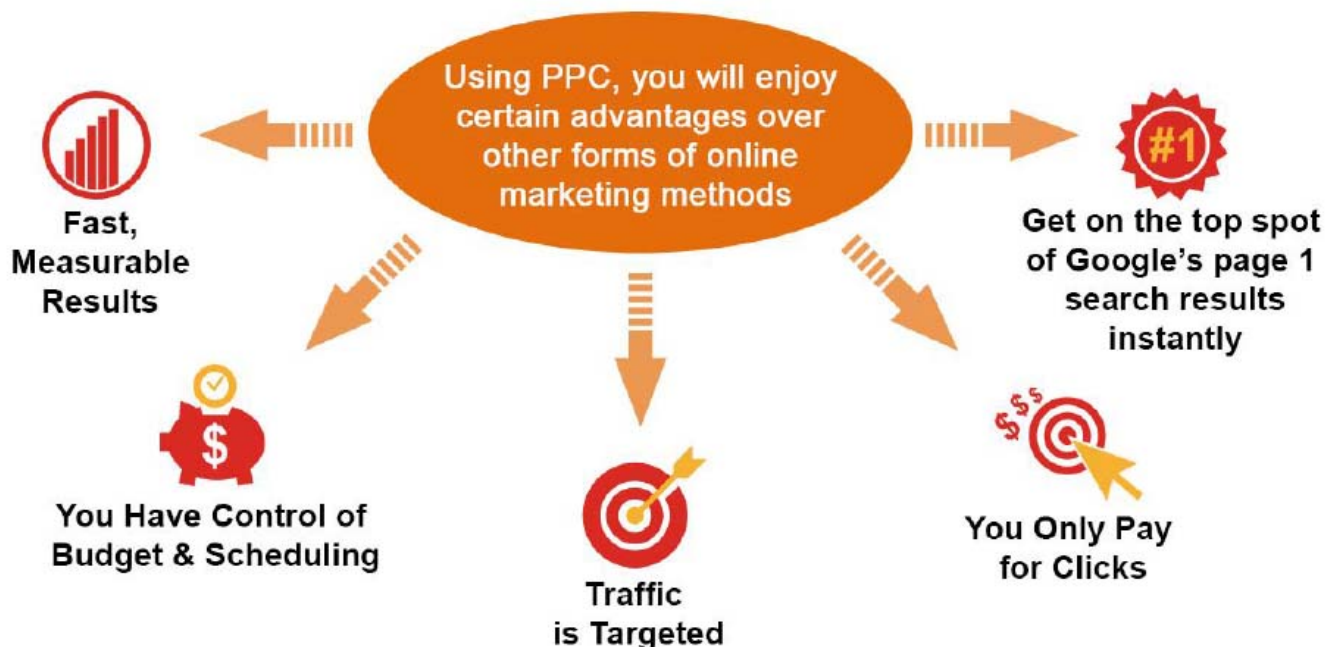 Using PPC, you will enjoy
certain advantages over
other forms of online
marketing methods
Fast,
Measurable
Results
#1
Get on the top spot
of Google's page 1
search results
instantly
$
You Have Control of
Budget & Scheduling
$$$
You Only Pay
for Clicks
Traffic
is Targeted